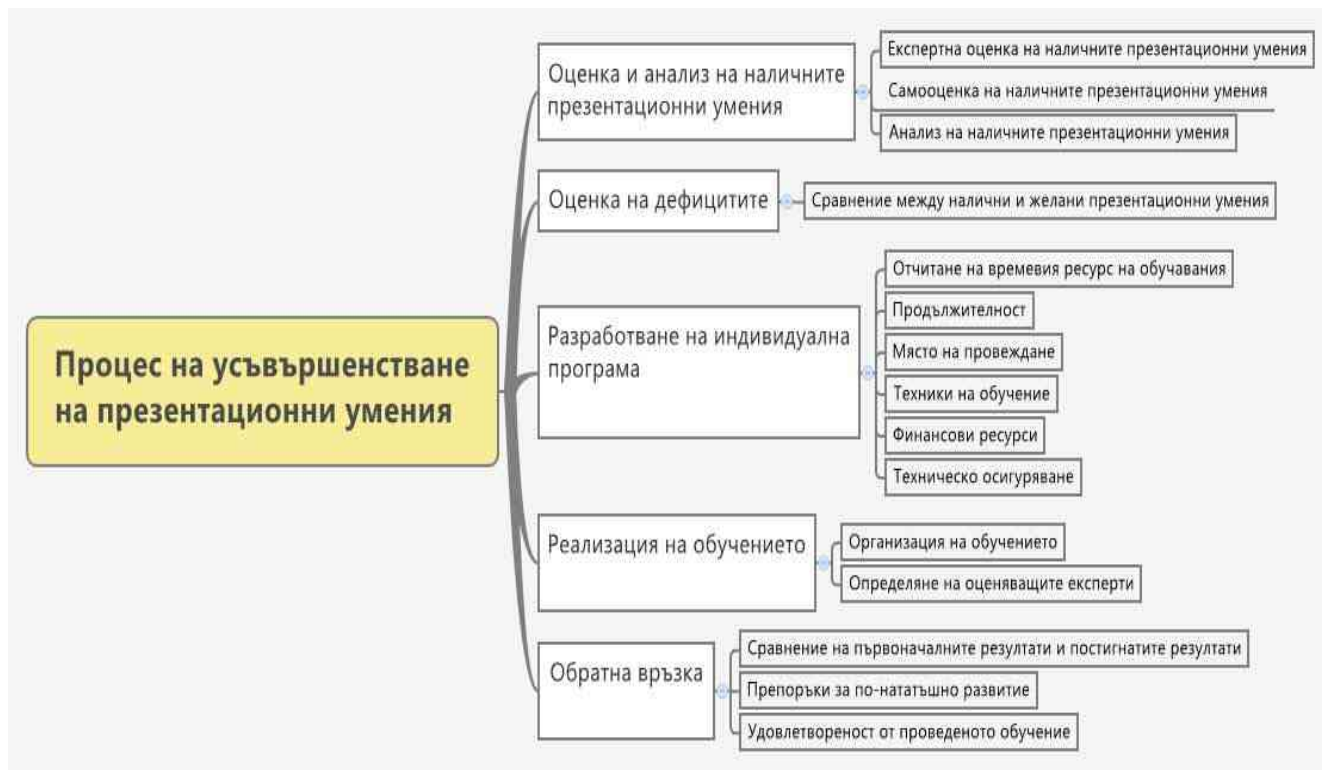 Процес на усъвършенстване
на презентационни умения
Оценка и анализ на наличните
презентационни умения
Експертна оценка на наличните презентационни умения
Самооценка на наличните презентационни умения
Анализ на наличните презентационни умения
Оценка на дефицитите
Сравнение между налични и желани презентационни умения
Разработване на индивидуална
програма
Отчитане на времевия ресурс на обучавания
Продължителност
Място на провеждане
Техники на обучение
Финансови ресурси
Техническо осигуряване
Реализация на обучението
Организация на обучението
Определяне на оценяващите експерти
Обратна връзка
Сравнение на първоначалните резултати и постигнатите резултати
Препоръки за по-нататъшно развитие
Удовлетвореност от проведеното обучение